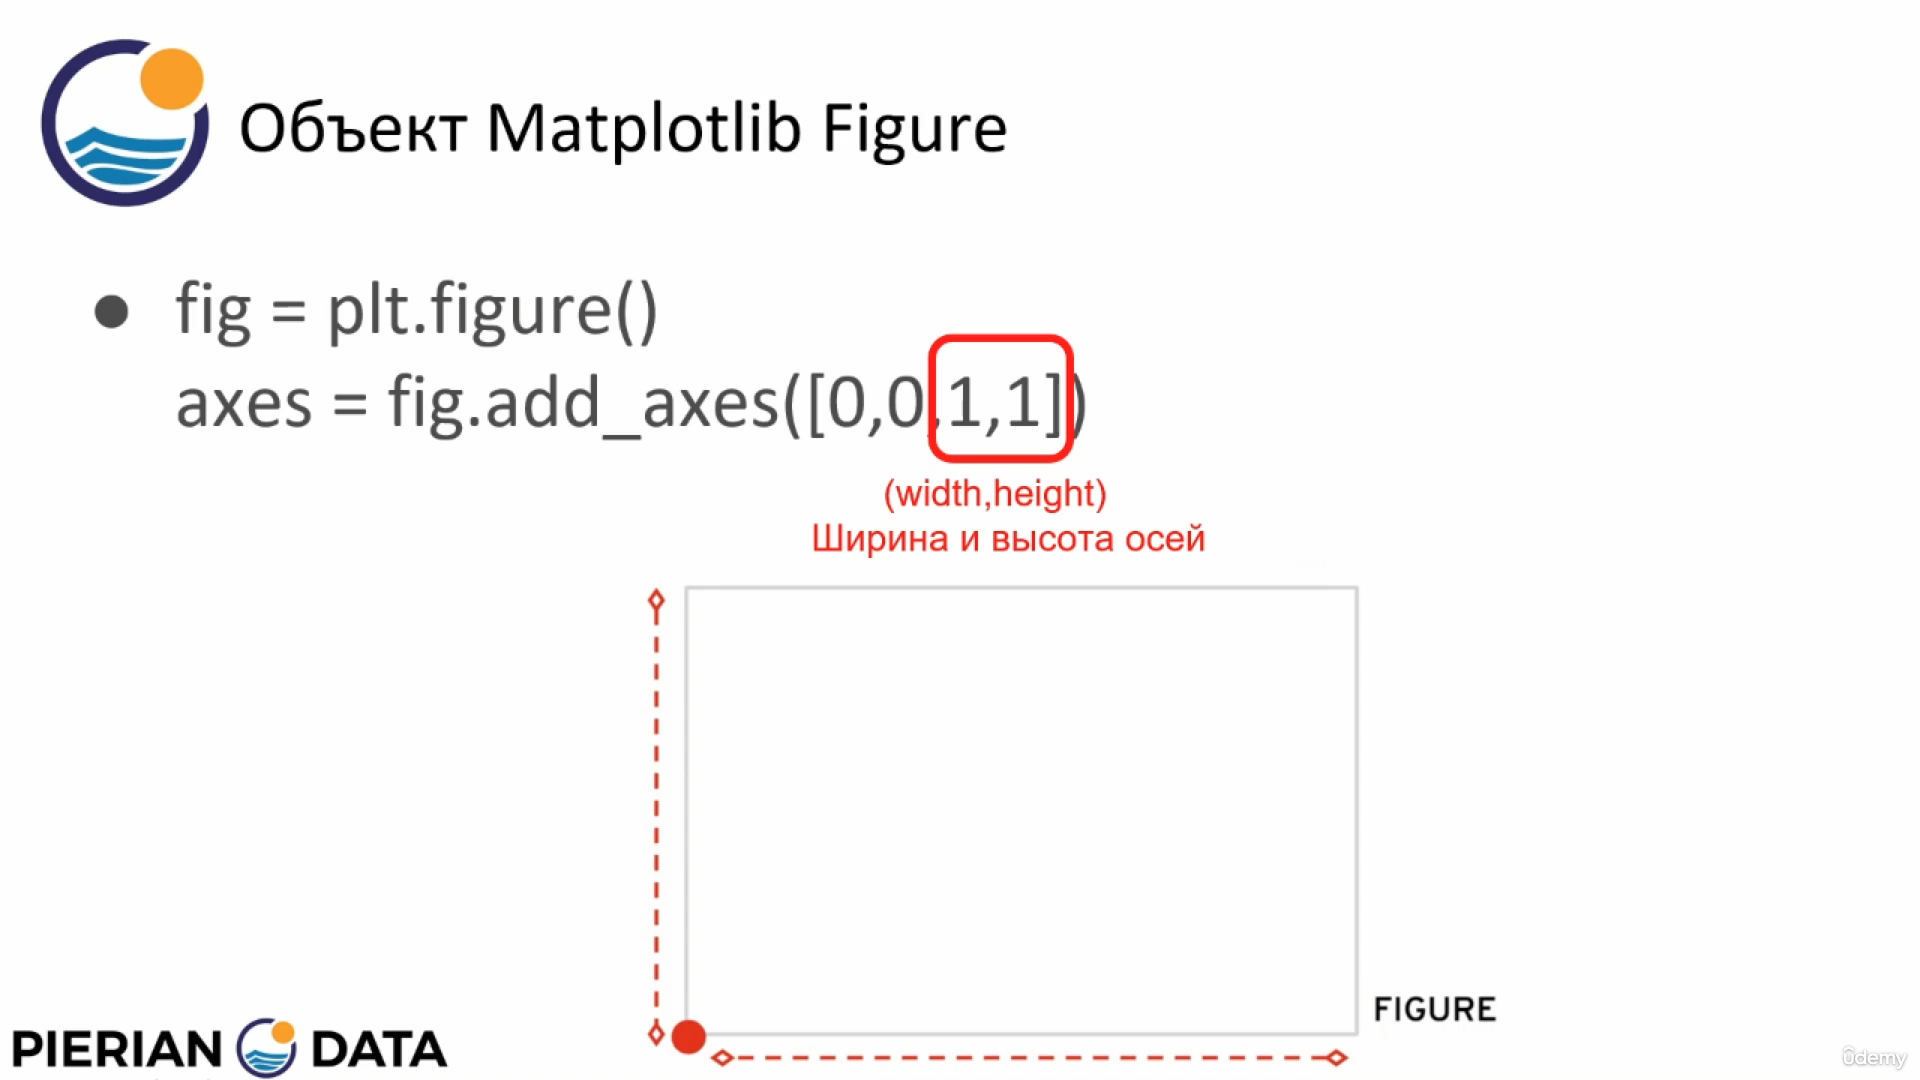 Объект Matplotlib Figure
● fig = plt.figure()
axes = fig.add_axes([0,0,1,1])
(width,height)
Ширина и высота осей
FIGURE
PIERIAN DATA
ûdemy